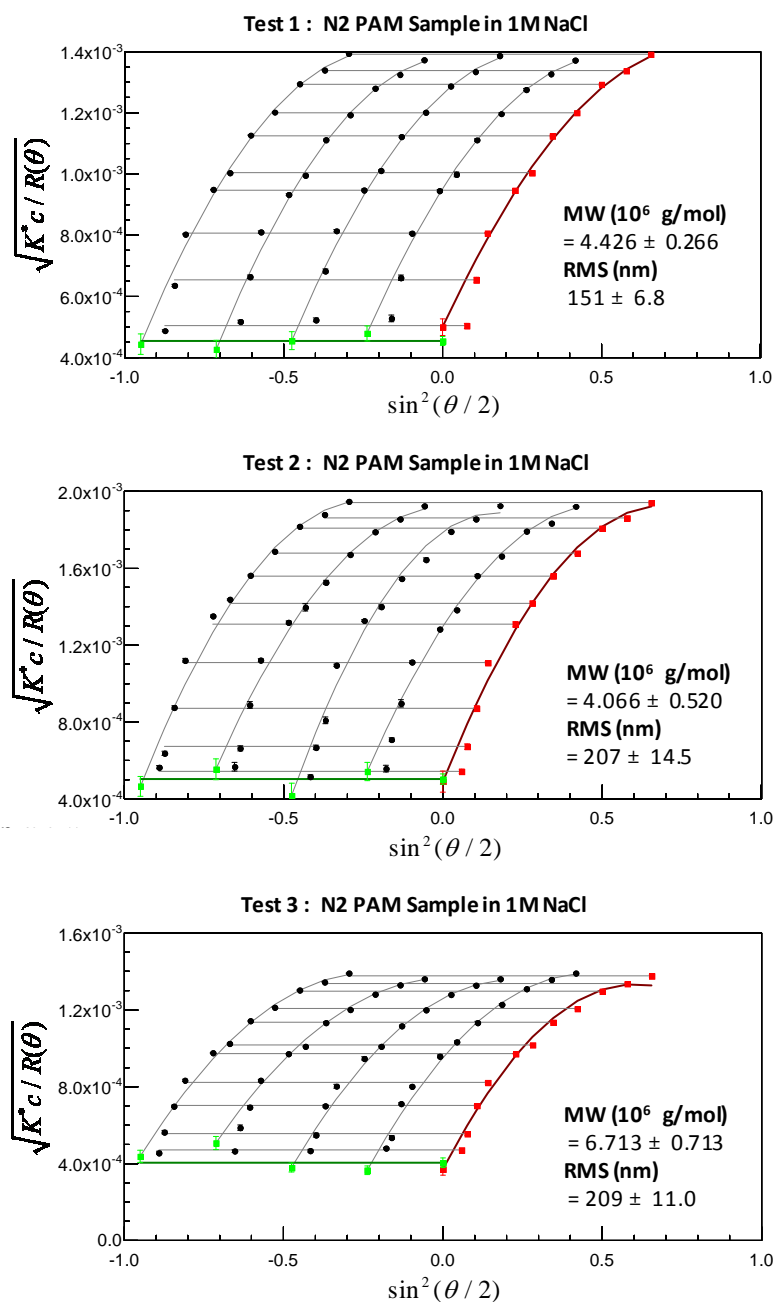 Test 1 : N2 PAM Sample in 1M NaCl
1.4x10⁻³
1.2x10⁻³
1.0x10⁻³
8.0x10⁻⁴
6.0x10⁻⁴
4.0x10⁻⁴
√K*c / R(θ)
MW (10⁶ g/mol)
= 4.426 ± 0.266
RMS (nm)
151 ± 6.8
-1.0 -0.5 0.0 0.5 1.0
sin²(θ / 2)
Test 2 : N2 PAM Sample in 1M NaCl
2.0x10⁻³
1.6x10⁻³
1.2x10⁻³
8.0x10⁻⁴
4.0x10⁻⁴
√K*c / R(θ)
MW (10⁶ g/mol)
= 4.066 ± 0.520
RMS (nm)
= 207 ± 14.5
-1.0 -0.5 0.0 0.5 1.0
sin²(θ / 2)
Test 3 : N2 PAM Sample in 1M NaCl
1.6x10⁻³
1.2x10⁻³
8.0x10⁻⁴
4.0x10⁻⁴
0.0
√K*c / R(θ)
MW (10⁶ g/mol)
= 6.713 ± 0.713
RMS (nm)
= 209 ± 11.0
-1.0 -0.5 0.0 0.5 1.0
sin²(θ / 2)